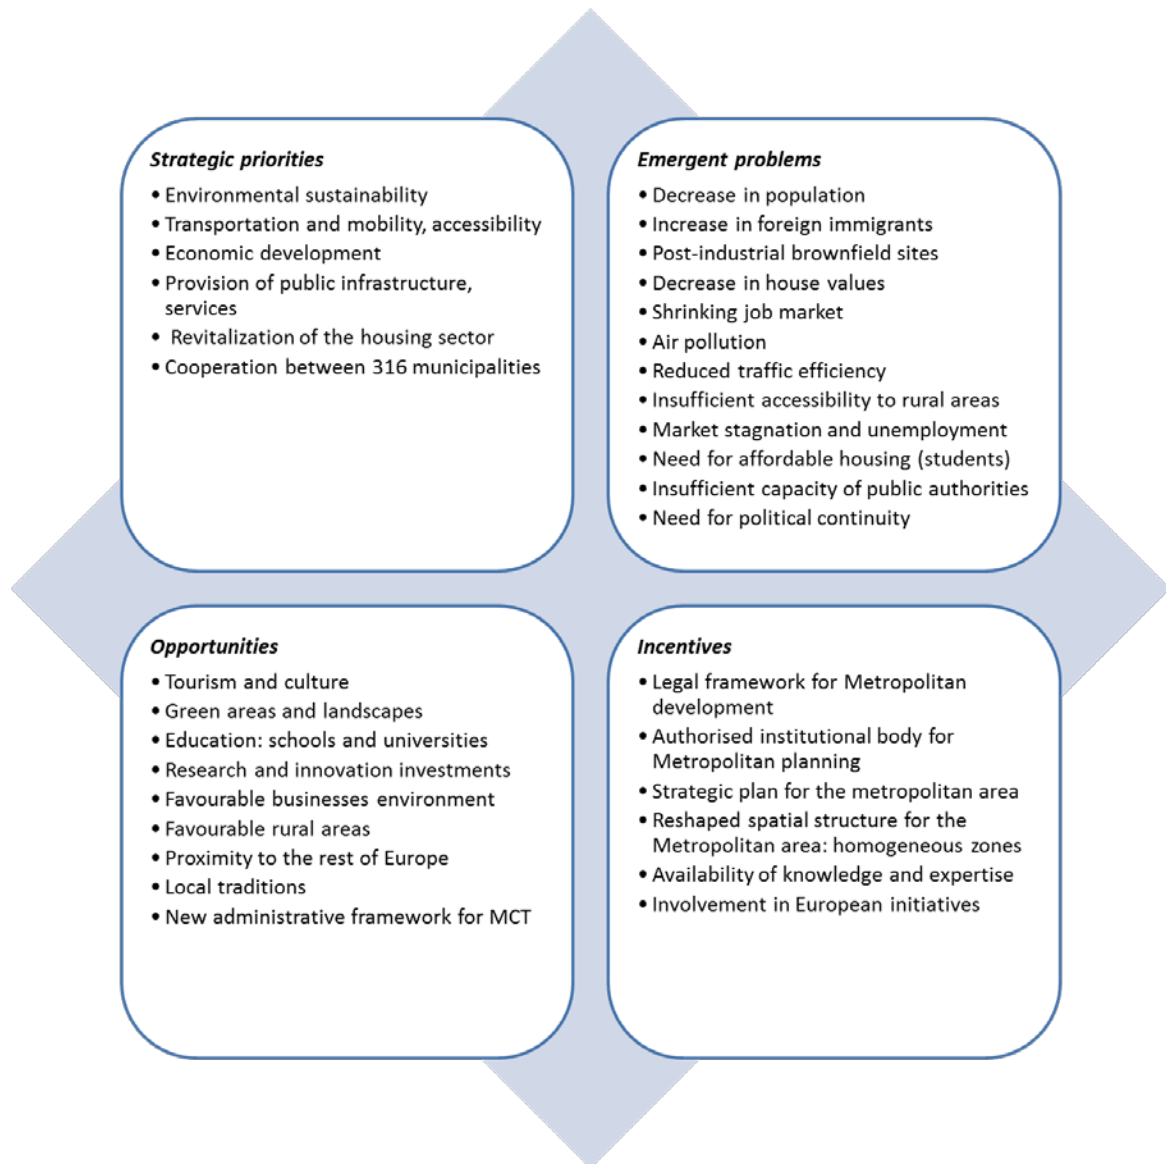 Strategic priorities
• Environmental sustainability
• Transportation and mobility, accessibility
• Economic development
• Provision of public infrastructure,
services
• Revitalization of the housing sector
• Cooperation between 316 municipalities
Emergent problems
• Decrease in population
• Increase in foreign immigrants
• Post-industrial brownfield sites
• Decrease in house values
• Shrinking job market
• Air pollution
• Reduced traffic efficiency
• Insufficient accessibility to rural areas
• Market stagnation and unemployment
• Need for affordable housing (students)
• Insufficient capacity of public authorities
• Need for political continuity
Opportunities
• Tourism and culture
• Green areas and landscapes
• Education: schools and universities
• Research and innovation investments
• Favourable businesses environment
• Favourable rural areas
• Proximity to the rest of Europe
• Local traditions
• New administrative framework for MCT
Incentives
• Legal framework for Metropolitan
development
• Authorised institutional body for
Metropolitan planning
• Strategic plan for the metropolitan area
• Reshaped spatial structure for the
Metropolitan area: homogeneous zones
• Availability of knowledge and expertise
• Involvement in European initiatives